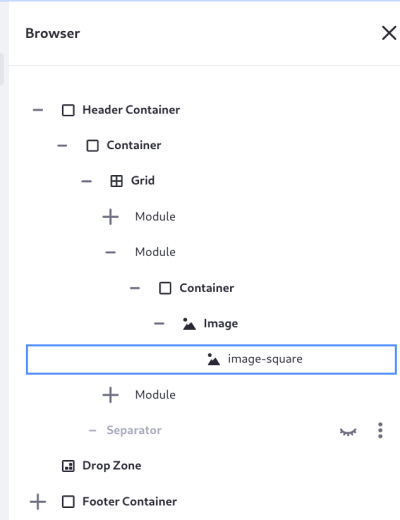 Browser
Header Container
Container
Grid
Module
Module
Container
Image
image-square
Module
Separator
Drop Zone
Footer Container